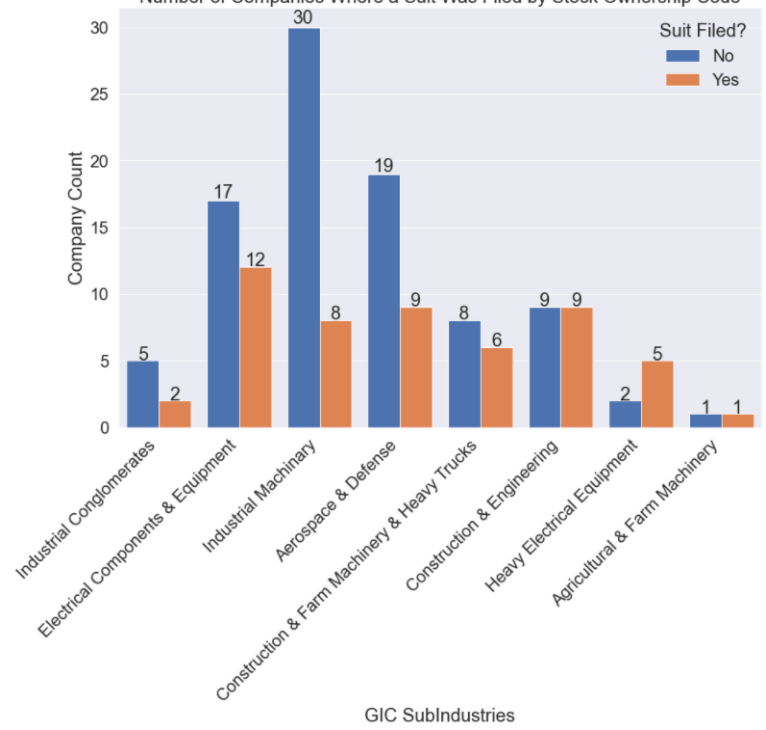 Number of Companies Where a Suit Was Filed by Stock Ownership Code
Suit Filed?
No
Yes
Company Count
30
25
20
15
10
5
0
5
2
17
12
30
8
19
9
8
6
9
9
2
5
1
1
Industrial Conglomerates
Electrical Components & Equipment
Industrial Machinary
Aerospace & Defense
Construction & Farm Machinery & Heavy Trucks
Construction & Engineering
Heavy Electrical Equipment
Agricultural & Farm Machinery
GIC SubIndustries